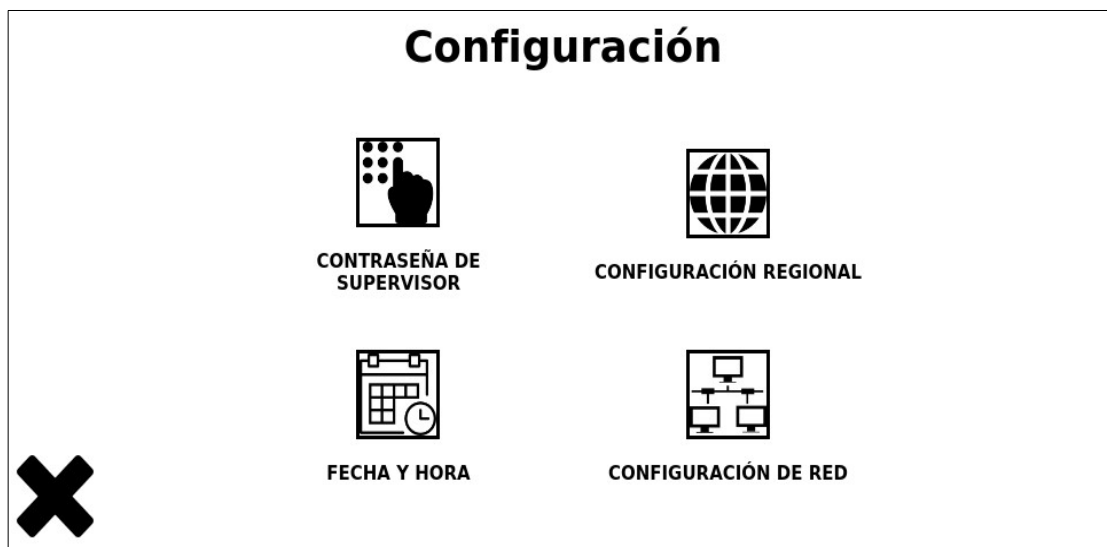 Configuración
CONTRASEÑA DE
SUPERVISOR
CONFIGURACIÓN REGIONAL
FECHA Y HORA
CONFIGURACIÓN DE RED